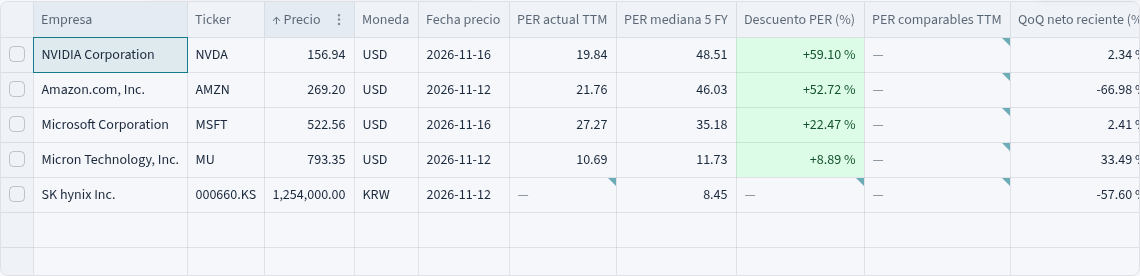 Empresa Ticker ↑ Precio ⋮ Moneda Fecha precio PER actual TTM PER mediana 5 FY Descuento PER (%) PER comparables TTM QoQ neto reciente (%
NVIDIA Corporation NVDA 156.94 USD 2026-11-16 19.84 48.51 +59.10 % — 2.34 %
Amazon.com, Inc. AMZN 269.20 USD 2026-11-12 21.76 46.03 +52.72 % — -66.98 %
Microsoft Corporation MSFT 522.56 USD 2026-11-16 27.27 35.18 +22.47 % — 2.41 %
Micron Technology, Inc. MU 793.35 USD 2026-11-12 10.69 11.73 +8.89 % — 33.49 %
SK hynix Inc. 000660.KS 1,254,000.00 KRW 2026-11-12 — 8.45 — — -57.60 %